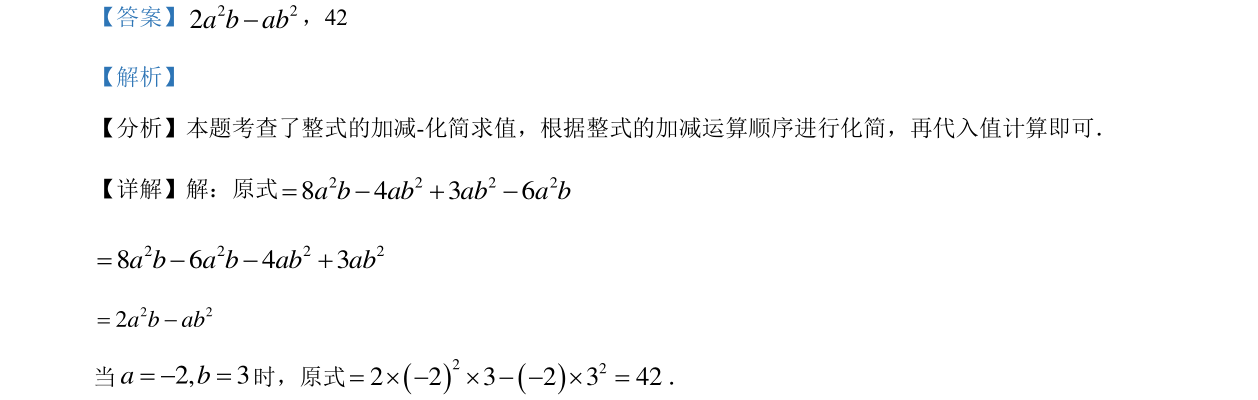 【答案】2a²b－ab²，42
【解析】
【分析】本题考查了整式的加减-化简求值，根据整式的加减运算顺序进行化简，再代入值计算即可．
【详解】解：原式＝8a²b－4ab²＋3ab²－6a²b
＝8a²b－6a²b－4ab²＋3ab²
＝2a²b－ab²
当a＝−2,b＝3时，原式＝2×(−2)²×3−(−2)×3²＝42．